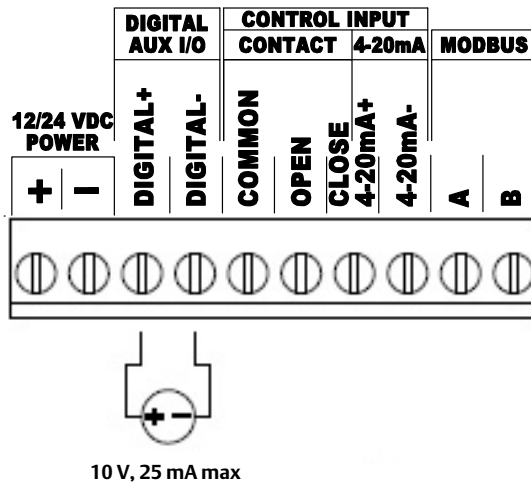 DIGITAL
AUX I/O
CONTROL INPUT
CONTACT
4-20mA
MODBUS
12/24 VDC
POWER
+
−
DIGITAL+
DIGITAL-
COMMON
OPEN
CLOSE
4-20mA+
4-20mA-
A
B
+ −
10 V, 25 mA max